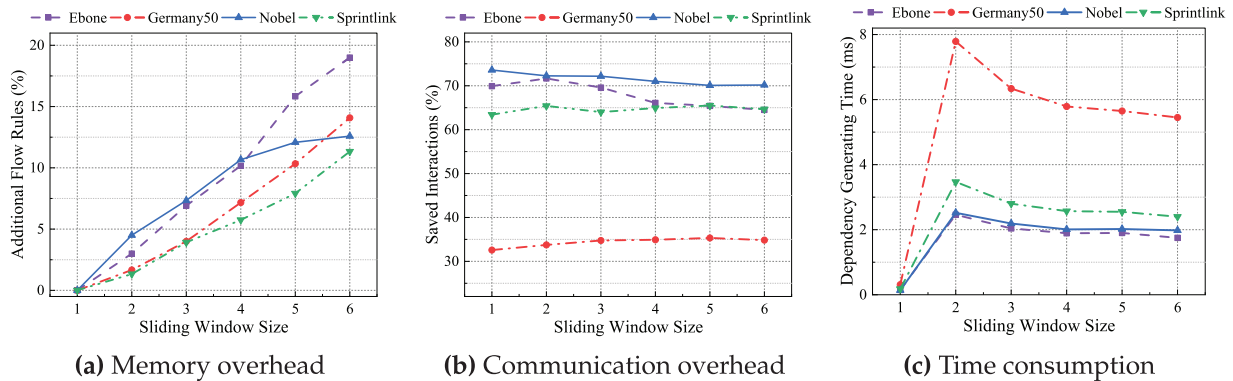 Ebone Germany50 Nobel Sprintlink
20
15
10
5
0
Additional Flow Rules (%)
1 2 3 4 5 6
Sliding Window Size
(a) Memory overhead
Ebone Germany50 Nobel Sprintlink
80
70
60
50
40
30
Saved Interactions (%)
1 2 3 4 5 6
Sliding Window Size
(b) Communication overhead
Ebone Germany50 Nobel Sprintlink
8
6
4
2
0
Dependency Generating Time (ms)
1 2 3 4 5 6
Sliding Window Size
(c) Time consumption